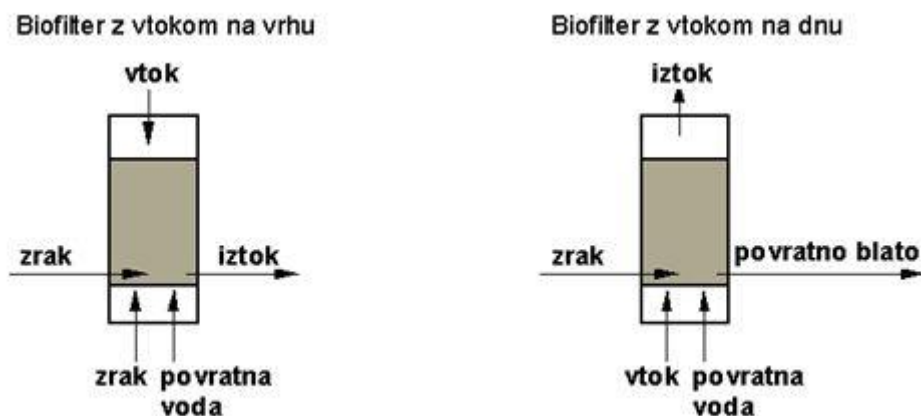 Biofilter z vtokom na vrhu
vtok
zrak
iztok
zrak povratna
voda
Biofilter z vtokom na dnu
iztok
zrak
povratno blato
vtok povratna
voda